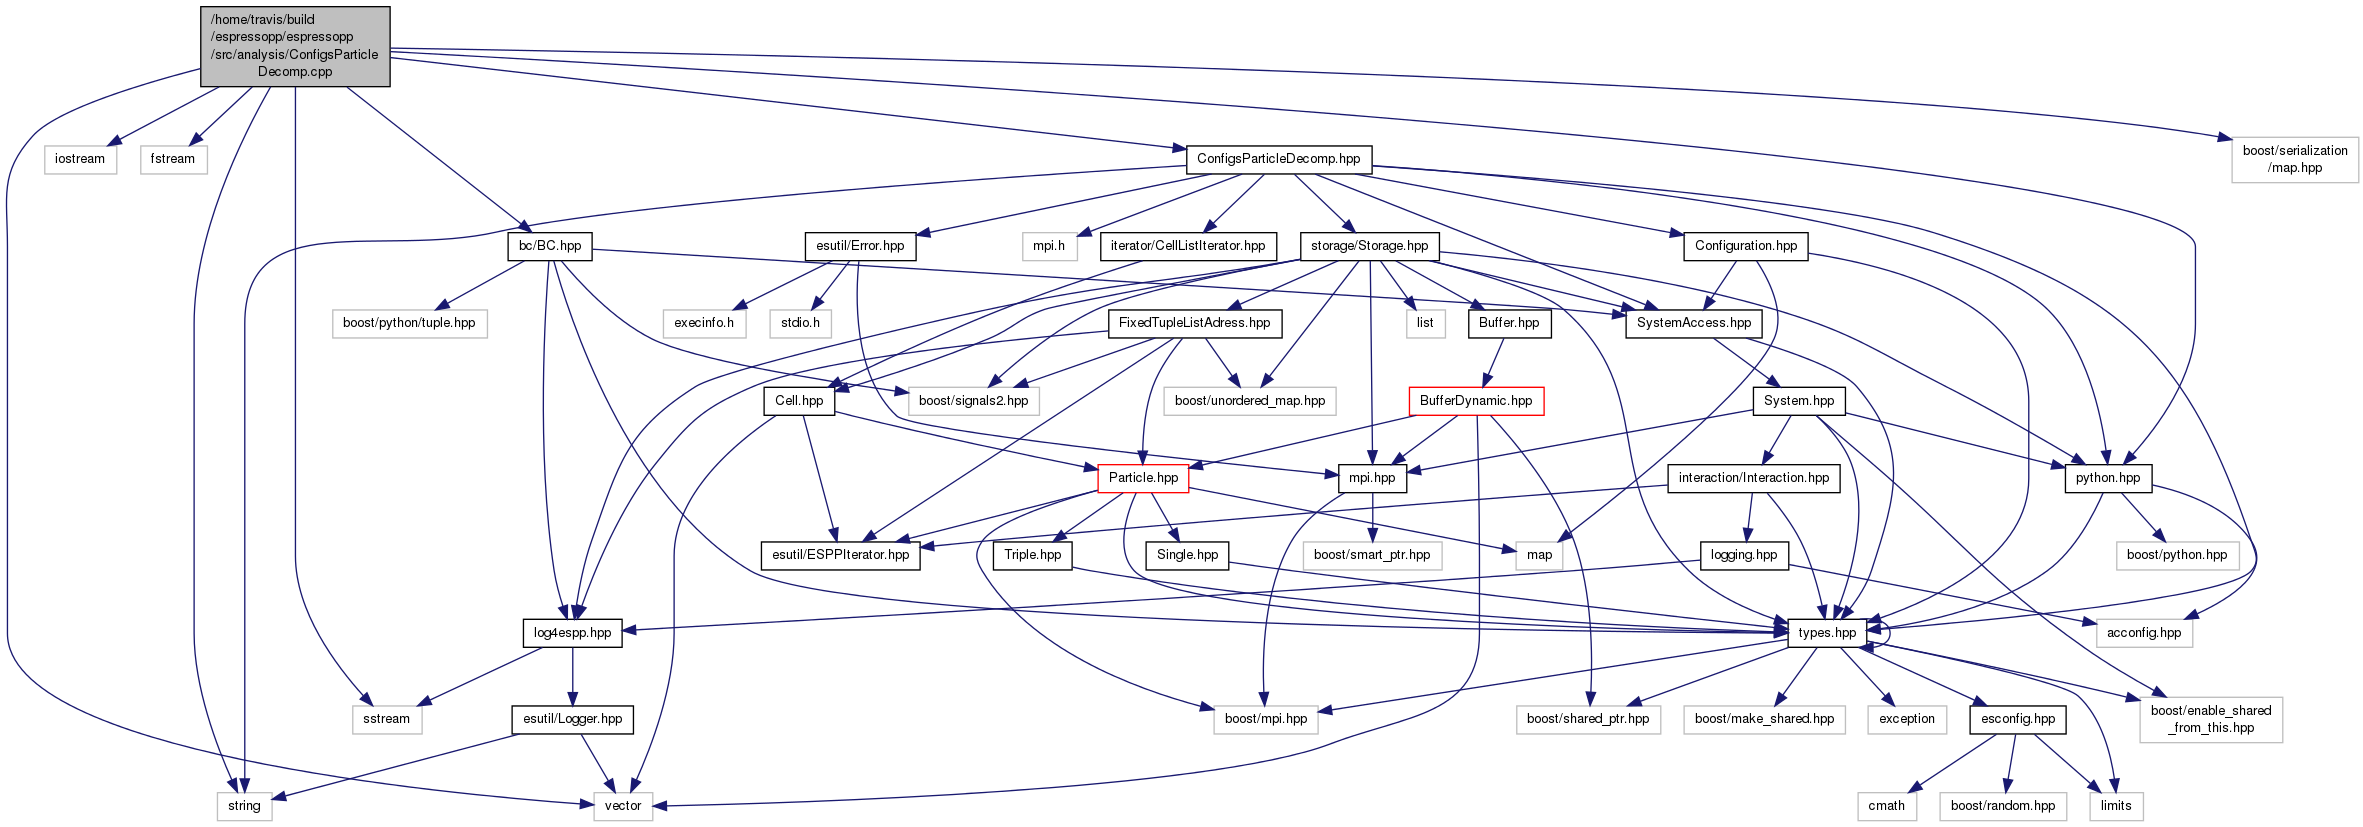 /home/travis/build
/espressopp/espressopp
/src/analysis/ConfigsParticle
Decomp.cpp
iostream
fstream
ConfigsParticleDecomp.hpp
boost/serialization
/map.hpp
bc/BC.hpp
esutil/Error.hpp
mpi.h
iterator/CellListIterator.hpp
storage/Storage.hpp
Configuration.hpp
boost/python/tuple.hpp
execinfo.h
stdio.h
FixedTupleListAdress.hpp
list
Buffer.hpp
SystemAccess.hpp
Cell.hpp
boost/signals2.hpp
boost/unordered_map.hpp
BufferDynamic.hpp
System.hpp
Particle.hpp
mpi.hpp
interaction/Interaction.hpp
python.hpp
esutil/ESPPIterator.hpp
Triple.hpp
Single.hpp
boost/smart_ptr.hpp
map
logging.hpp
boost/python.hpp
log4espp.hpp
types.hpp
acconfig.hpp
sstream
esutil/Logger.hpp
boost/mpi.hpp
boost/shared_ptr.hpp
boost/make_shared.hpp
exception
esconfig.hpp
boost/enable_shared
_from_this.hpp
string
vector
cmath
boost/random.hpp
limits